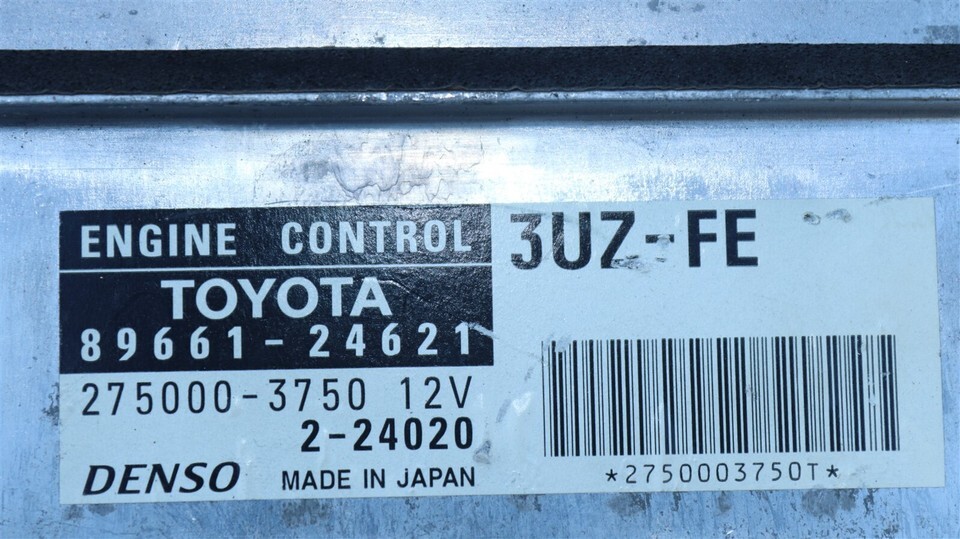 ENGINE CONTROL
TOYOTA
89661-24621
275000-3750 12V
2-24020
DENSO MADE IN JAPAN
3UZ-FE
*2750003750T*